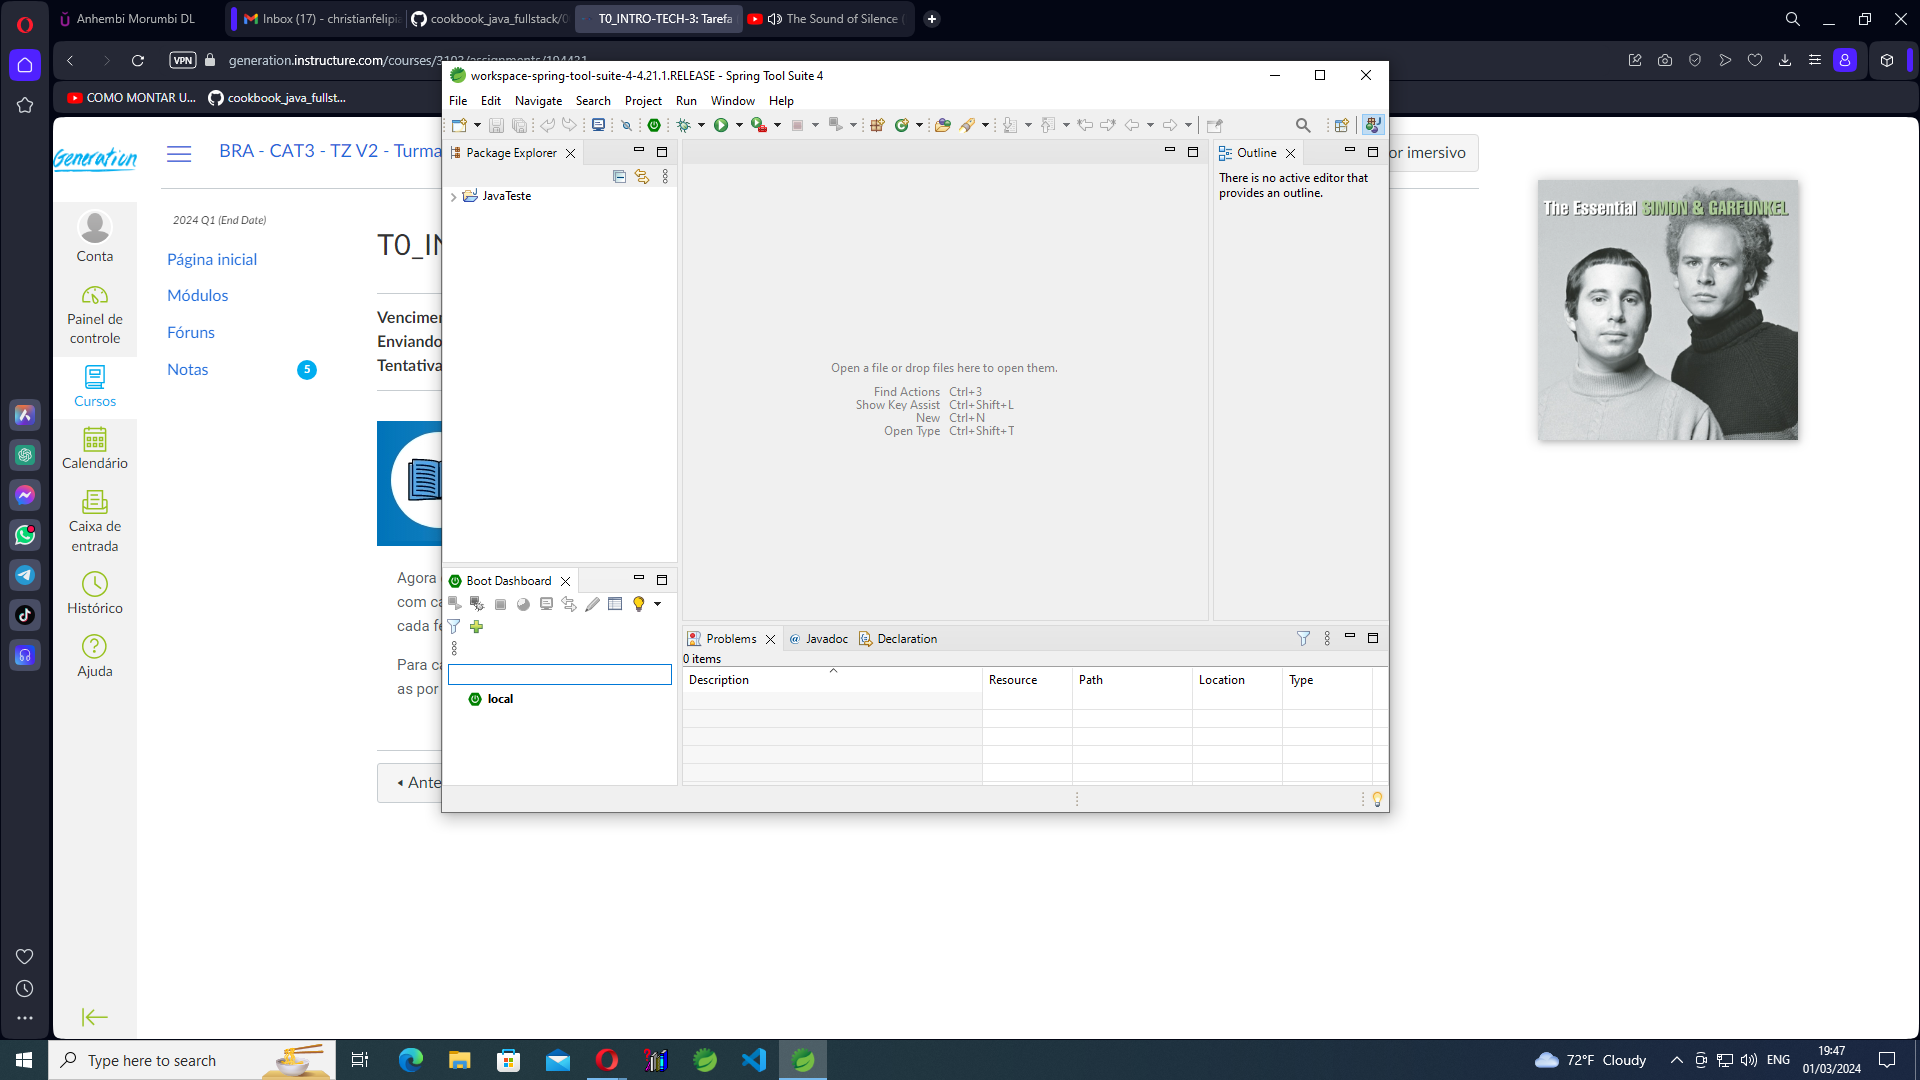 Anhembi Morumbi DL
Inbox (17) - christianfelipia
cookbook_java_fullstack/0
T0_INTRO-TECH-3: Tarefa
The Sound of Silence (
VPN
generation.instructure.com/courses/3103/assignments/194431
COMO MONTAR U...
cookbook_java_fullst...
Generation
BRA - CAT3 - TZ V2 - Turma
or imersivo
2024 Q1 (End Date)
Página inicial
Módulos
Fóruns
Notas
5
Conta
Painel de
controle
Cursos
Calendário
Caixa de
entrada
Histórico
Ajuda
T0_IN
Vencimen
Enviando
Tentativa
Agora
com ca
cada fe
Para ca
as por
Ante
workspace-spring-tool-suite-4-4.21.1.RELEASE - Spring Tool Suite 4
File Edit Navigate Search Project Run Window Help
Package Explorer
JavaTeste
Open a file or drop files here to open them.
Find Actions Ctrl+3
Show Key Assist Ctrl+Shift+L
New Ctrl+N
Open Type Ctrl+Shift+T
Outline
There is no active editor that
provides an outline.
Boot Dashboard
local
Problems @ Javadoc Declaration
0 items
Description Resource Path Location Type
The Essential SIMON & GARFUNKEL
Type here to search
72°F Cloudy
ENG
19:47
01/03/2024